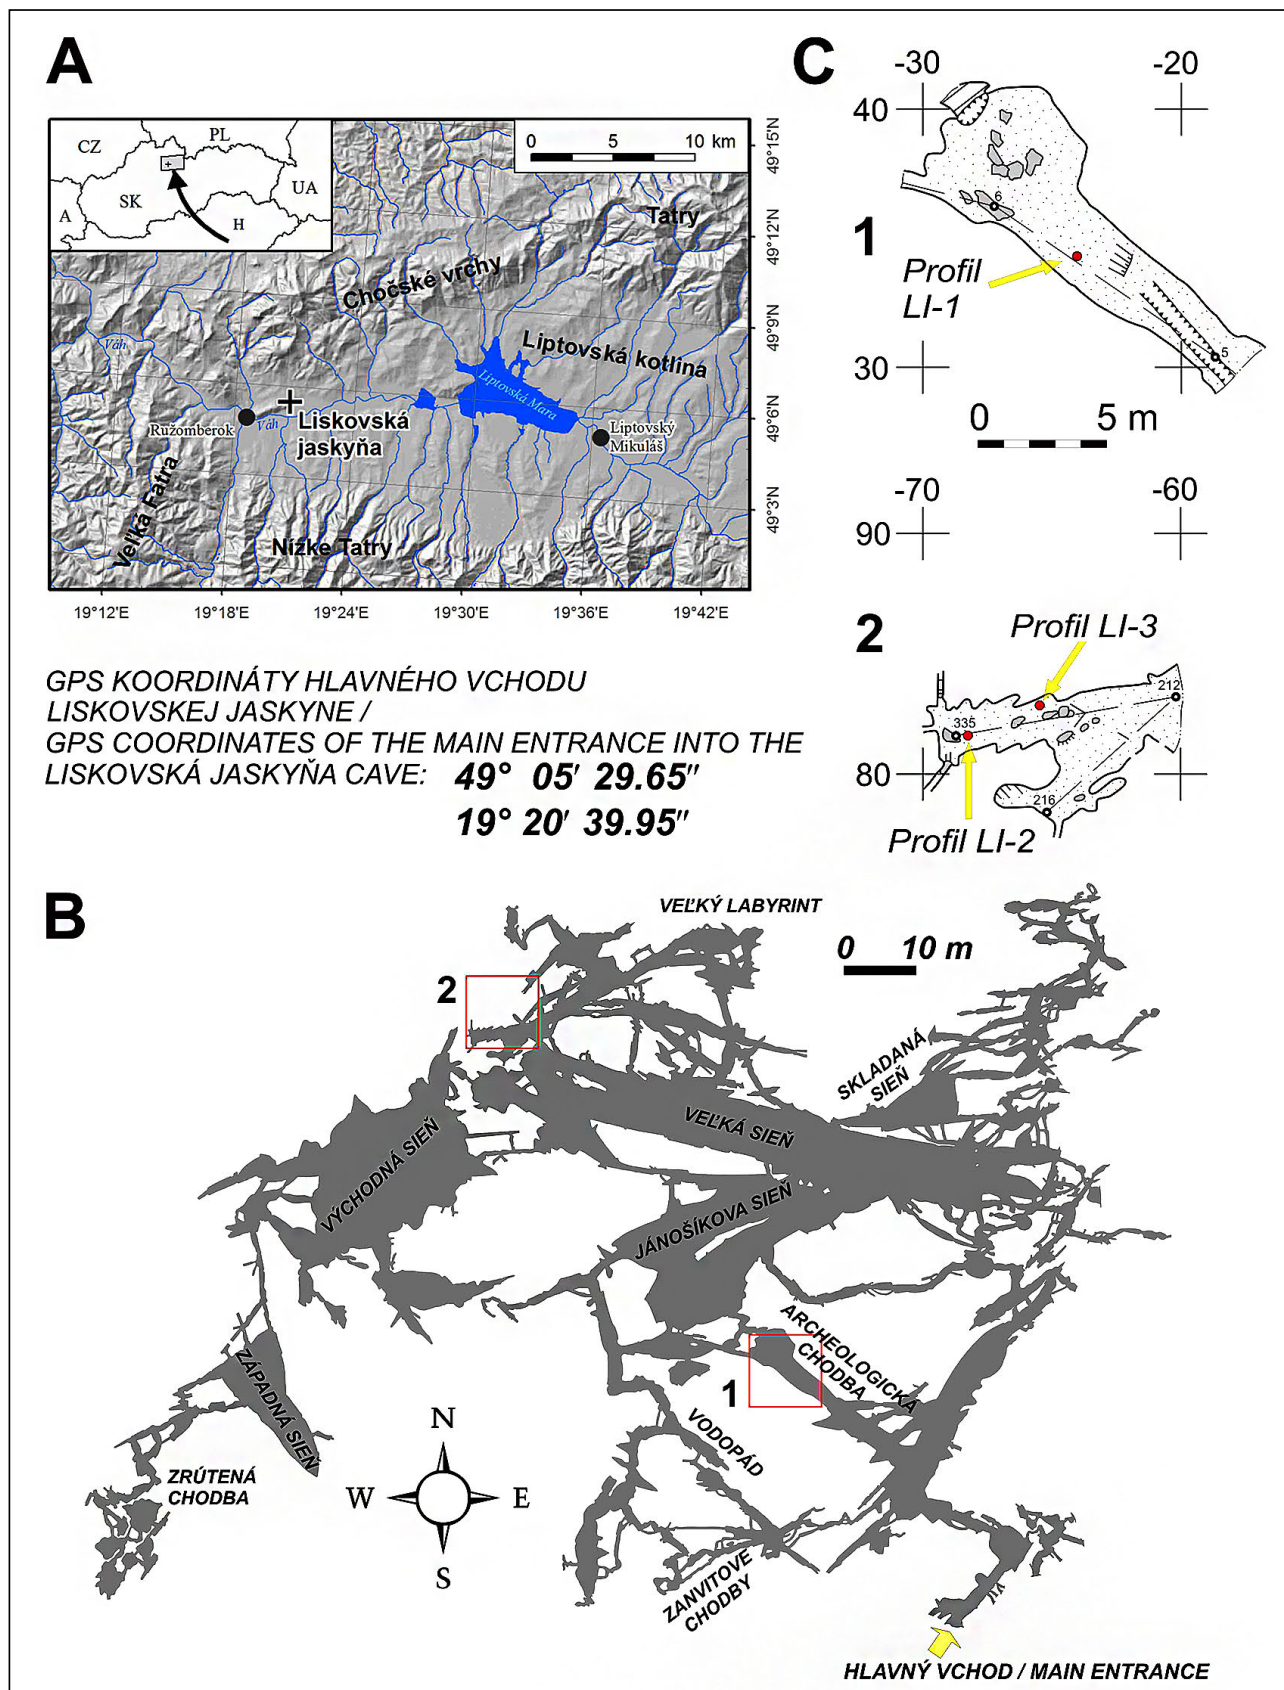 A
CZ
PL
SK
UA
A
H
0 5 10 km
49°15'N
49°12'N
49°9'N
49°6'N
49°3'N
Tatry
Chočské vrchy
Liptovská kotlina
Váh
Liptovská Mara
Ružomberok
Váh
Liskovská
jaskyňa
Liptovský
Mikuláš
Veľká Fatra
Nízke Tatry
19°12'E 19°18'E 19°24'E 19°30'E 19°36'E 19°42'E
GPS KOORDINÁTY HLAVNÉHO VCHODU
LISKOVSKEJ JASKYNE /
GPS COORDINATES OF THE MAIN ENTRANCE INTO THE
LISKOVSKÁ JASKYŇA CAVE: 49° 05′ 29.65″
19° 20′ 39.95″
C
-30 -20
40
6
1
Profil
LI-1
5
30
0 5 m
-70 -60
90
2
Profil LI-3
212
335
80
216
Profil LI-2
B
VEĽKÝ LABYRINT
0 10 m
2
SKLADANÁ
SIEŇ
VEĽKÁ SIEŇ
VÝCHODNÁ SIEŇ
JÁNOŠÍKOVA SIEŇ
ARCHEOLOGICKÁ
CHODBA
1
ZÁPADNÁ SIEŇ
VODOPÁD
ZRÚTENÁ
CHODBA
N
W E
S
ZANVITOVE
CHODBY
HLAVNÝ VCHOD / MAIN ENTRANCE